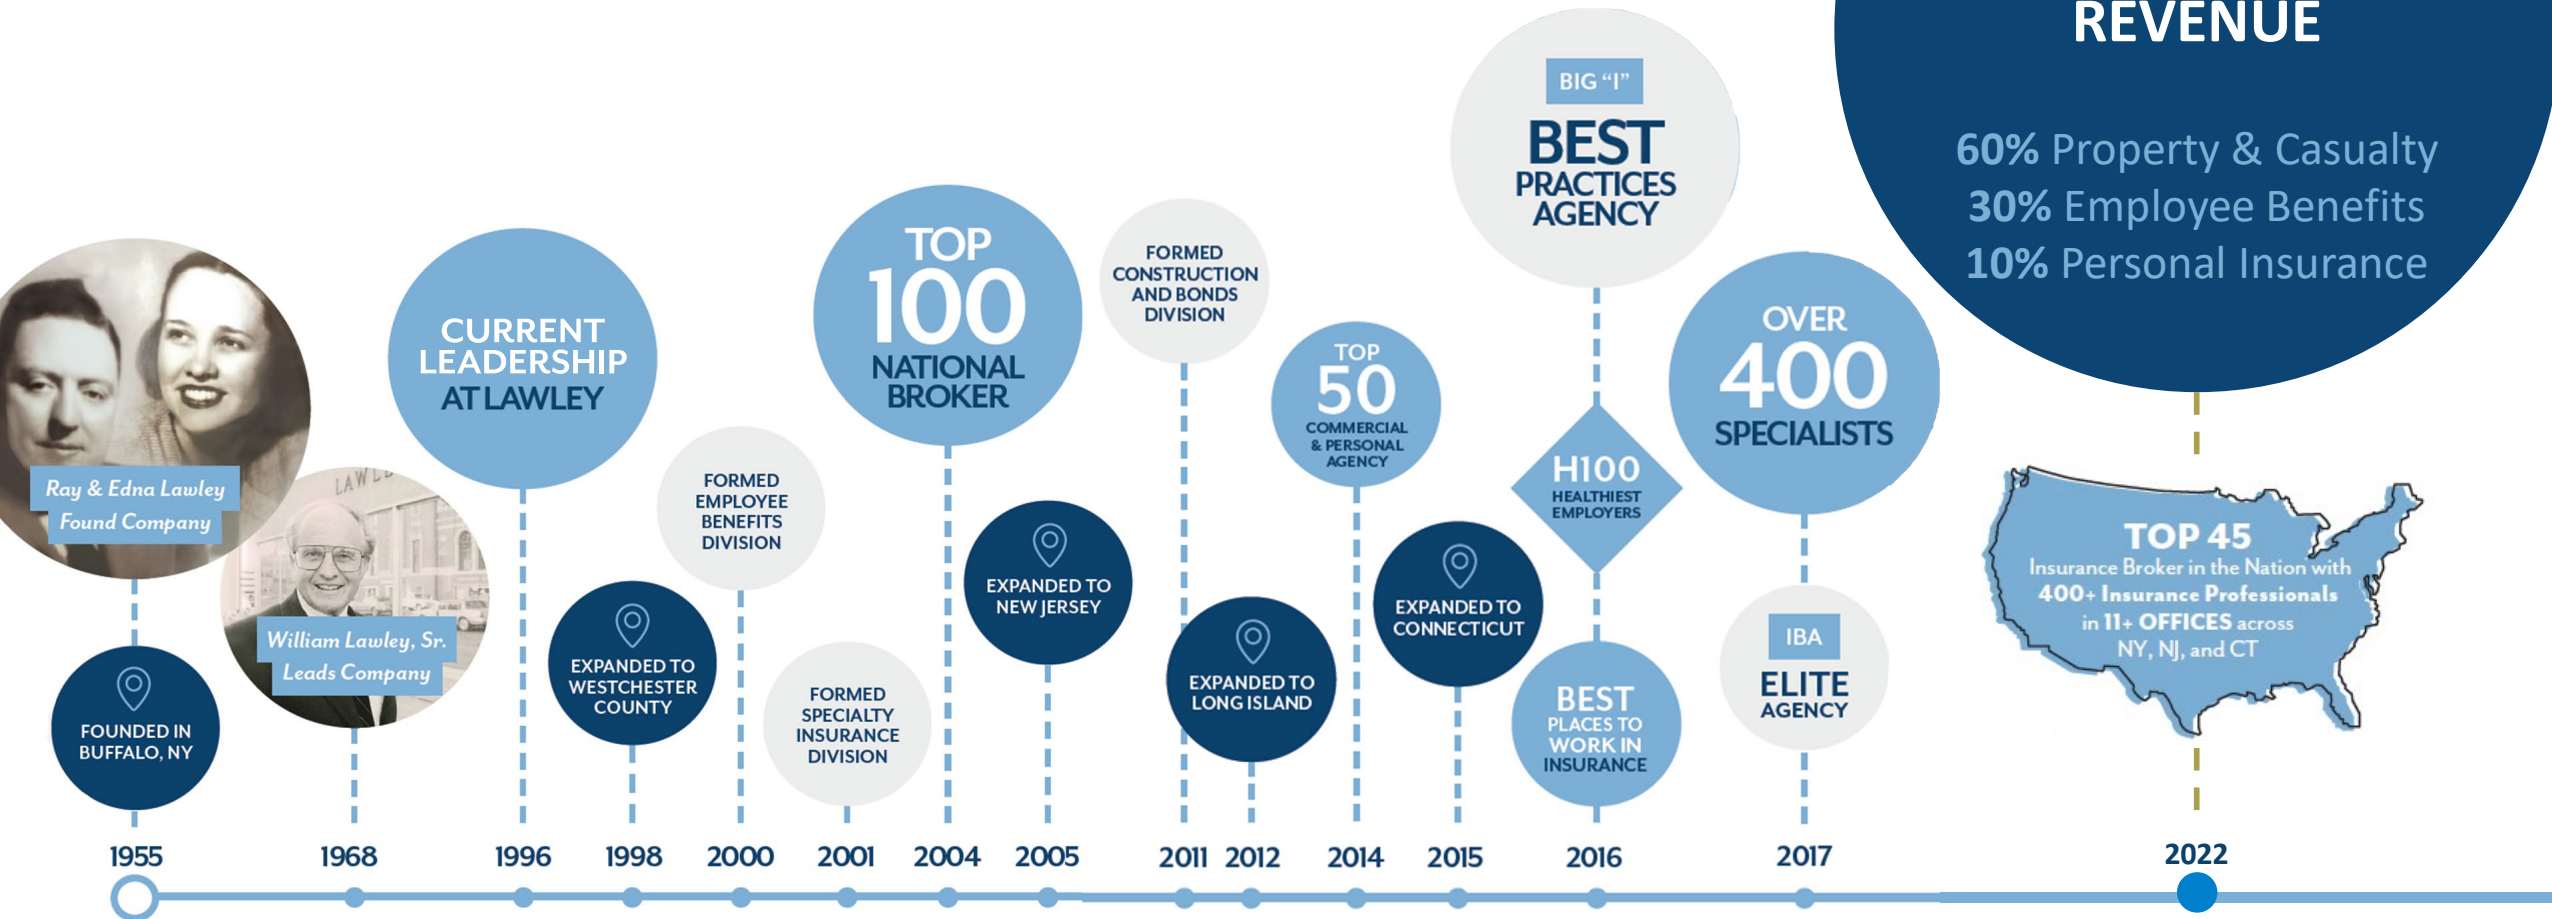 Ray & Edna Lawley
Found Company
FOUNDED IN
BUFFALO, NY
1955
LAWLE
William Lawley, Sr.
Leads Company
1968
CURRENT
LEADERSHIP
AT LAWLEY
1996
EXPANDED TO
WESTCHESTER
COUNTY
1998
FORMED
EMPLOYEE
BENEFITS
DIVISION
2000
FORMED
SPECIALTY
INSURANCE
DIVISION
2001
TOP
100
NATIONAL
BROKER
2004
EXPANDED TO
NEW JERSEY
2005
FORMED
CONSTRUCTION
AND BONDS
DIVISION
2011
EXPANDED TO
LONG ISLAND
2012
TOP
50
COMMERCIAL
& PERSONAL
AGENCY
2014
EXPANDED TO
CONNECTICUT
2015
BIG “I”
BEST
PRACTICES
AGENCY
H100
HEALTHIEST
EMPLOYERS
BEST
PLACES TO
WORK IN
INSURANCE
2016
OVER
400
SPECIALISTS
IBA
ELITE
AGENCY
2017
REVENUE
60% Property & Casualty
30% Employee Benefits
10% Personal Insurance
TOP 45
Insurance Broker in the Nation with
400+ Insurance Professionals
in 11+ OFFICES across
NY, NJ, and CT
2022